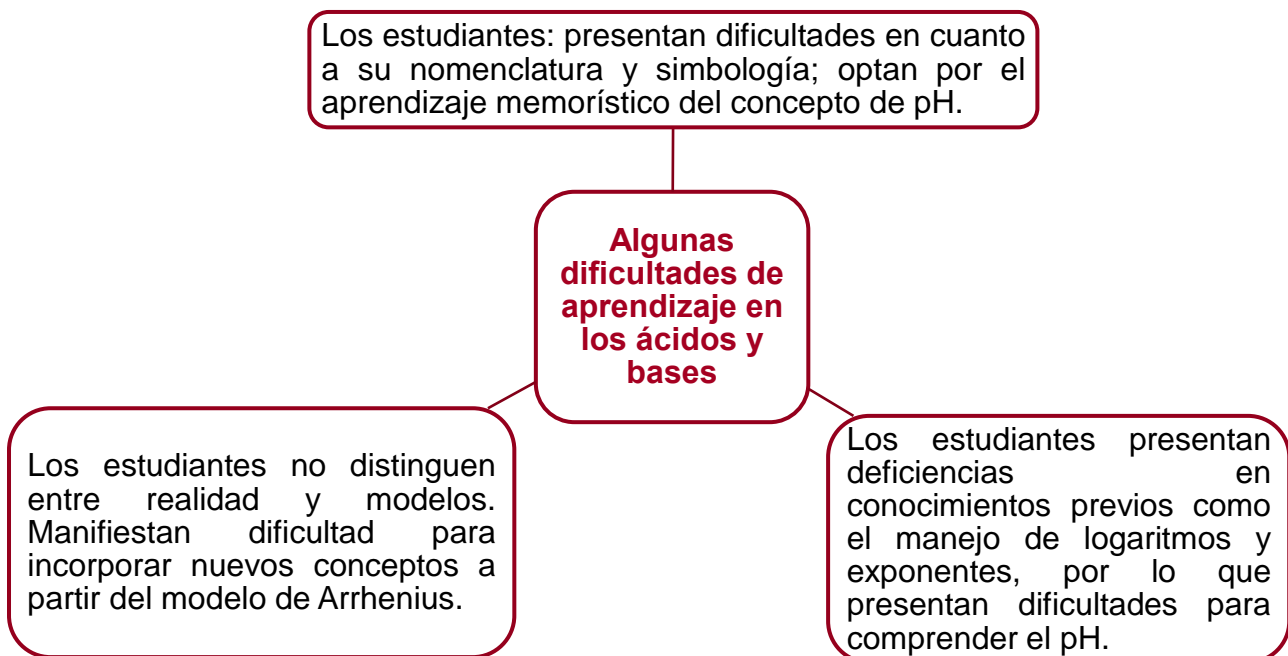 Los estudiantes: presentan dificultades en cuanto
a su nomenclatura y simbología; optan por el
aprendizaje memorístico del concepto de pH.
Algunas
dificultades de
aprendizaje en
los ácidos y
bases
Los estudiantes no distinguen
entre realidad y modelos.
Manifiestan dificultad para
incorporar nuevos conceptos a
partir del modelo de Arrhenius.
Los estudiantes presentan
deficiencias en
conocimientos previos como
el manejo de logaritmos y
exponentes, por lo que
presentan dificultades para
comprender el pH.